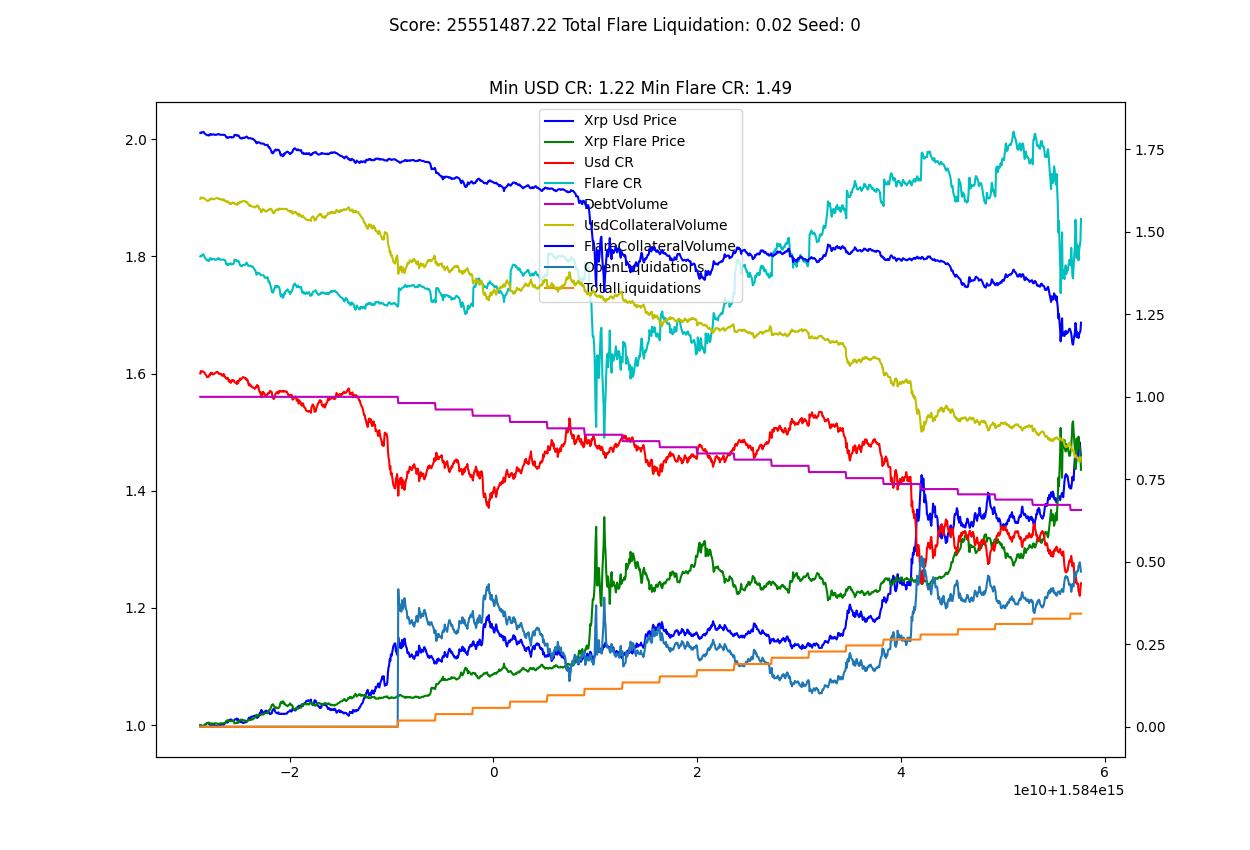 Score: 25551487.22 Total Flare Liquidation: 0.02 Seed: 0
Min USD CR: 1.22 Min Flare CR: 1.49
Xrp Usd Price
Xrp Flare Price
Usd CR
Flare CR
DebtVolume
UsdCollateralVolume
FlareCollateralVolume
OpenLiquidations
TotalLiquidations
2.0
1.8
1.6
1.4
1.2
1.0
1.75
1.50
1.25
1.00
0.75
0.50
0.25
0.00
−2 0 2 4 6
1e10+1.584e15